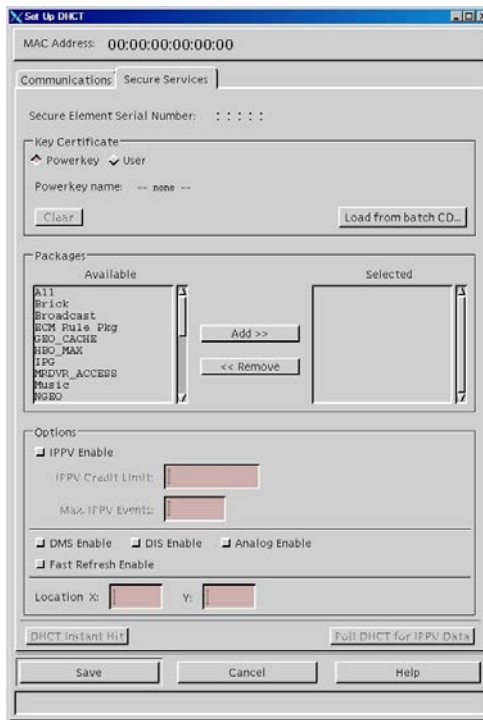 Set Up DHCT
MAC Address: 00:00:00:00:00:00
Communications Secure Services
Secure Element Serial Number: : : : : :
Key Certificate
Powerkey User
Powerkey name: -- none --
Clear Load from batch CD...
Packages
Available Selected
All
Brick
Broadcast
ECM Rule Pkg
GEO_CACHE
HBO_MAX
IPG
MRDVR_ACCESS
Music
NGEO
Add >>
<< Remove
Options
IPPV Enable
IPPV Credit Limit:
Max. IPPV Events:
DMS Enable DIS Enable Analog Enable
Fast Refresh Enable
Location X: Y:
DHCT Instant Hit Poll DHCT for IPPV Data
Save Cancel Help